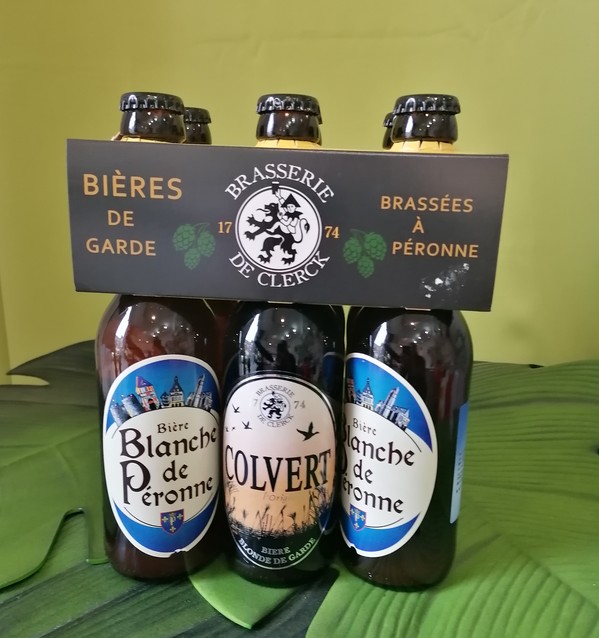 BIÈRES
DE
GARDE
BRASSERIE
17 74
DE CLERCK
BRASSÉES
À
PÉRONNE
Bière
Blanche
de
Péronne
BRASSERIE
74
DE CLERCK
COLVERT
BIERE
BLONDE DE GARDE
Bière
Blanche
de
Péronne